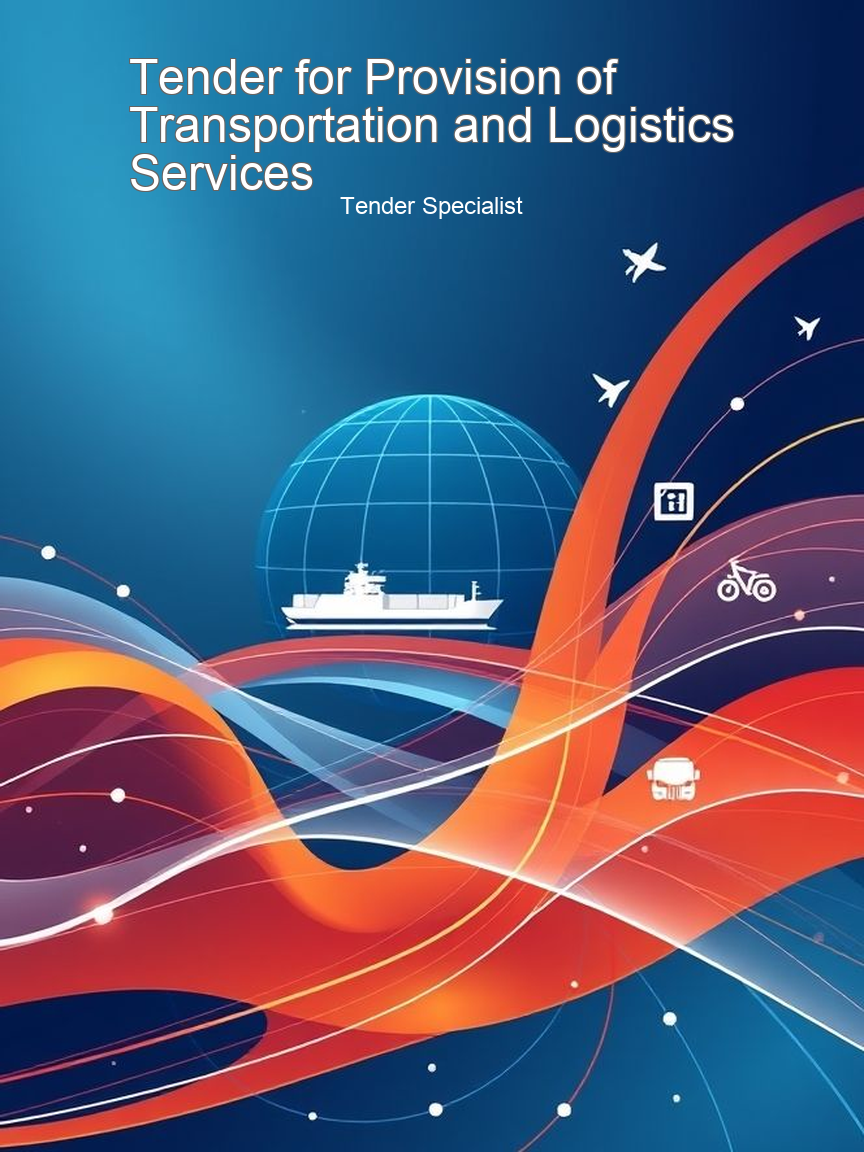 Tender for Provision of
Transportation and Logistics
Services
Tender Specialist